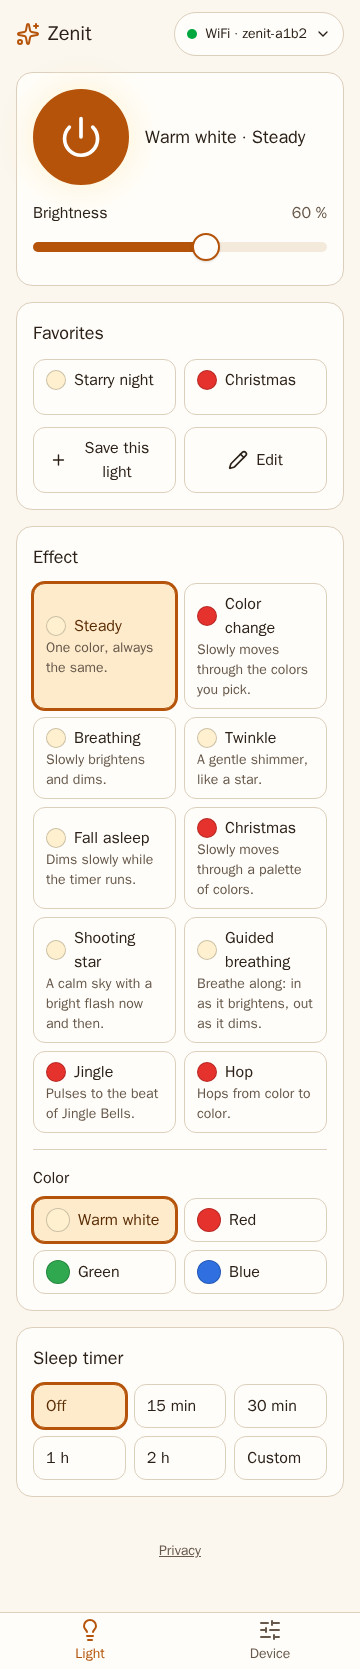 Zenit
WiFi · zenit-a1b2
Warm white · Steady
Brightness
60 %
Favorites
Starry night
Christmas
Save this
light
Edit
Effect
Steady
One color, always
the same.
Color
change
Slowly moves
through the colors
you pick.
Breathing
Slowly brightens
and dims.
Twinkle
A gentle shimmer,
like a star.
Fall asleep
Dims slowly while
the timer runs.
Christmas
Slowly moves
through a palette
of colors.
Shooting
star
A calm sky with a
bright flash now
and then.
Guided
breathing
Breathe along: in
as it brightens, out
as it dims.
Jingle
Pulses to the beat
of Jingle Bells.
Hop
Hops from color to
color.
Color
Warm white
Red
Green
Blue
Sleep timer
Off
15 min
30 min
1 h
2 h
Custom
Privacy
Light
Device